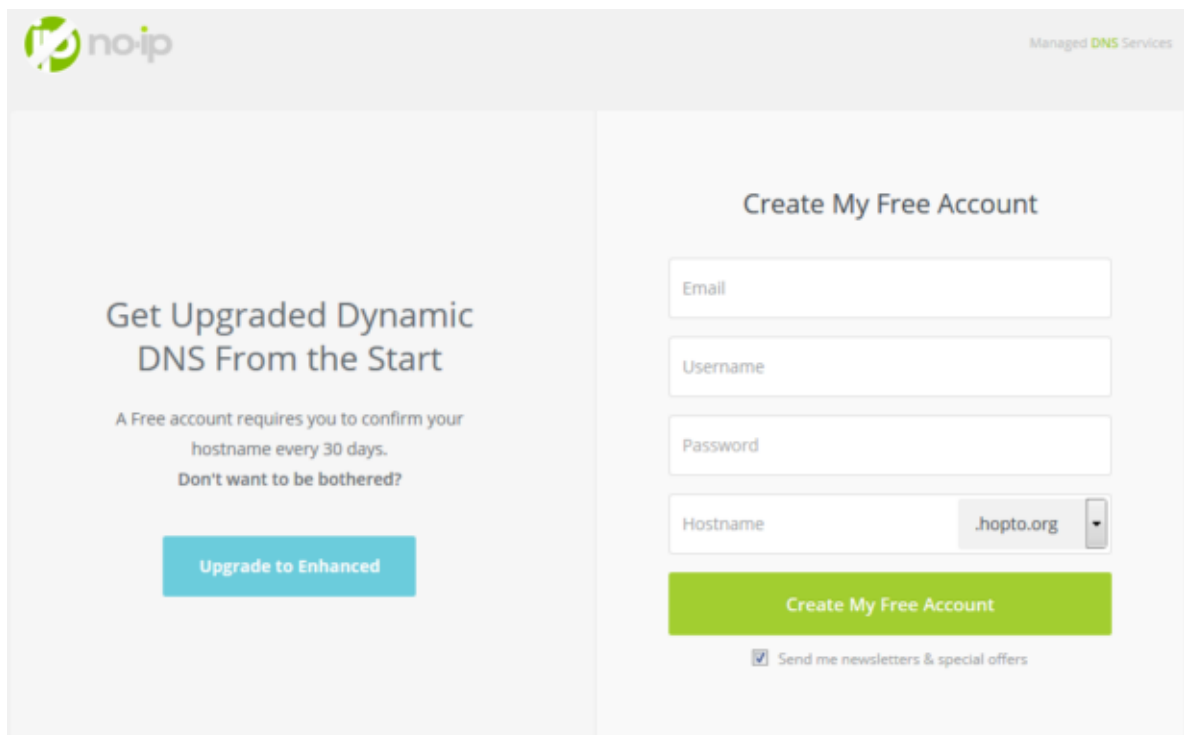 ip no·ip
Managed DNS Services
Get Upgraded Dynamic
DNS From the Start
A Free account requires you to confirm your
hostname every 30 days.
Don't want to be bothered?
Upgrade to Enhanced
Create My Free Account
Email
Username
Password
Hostname .hopto.org
Create My Free Account
Send me newsletters & special offers